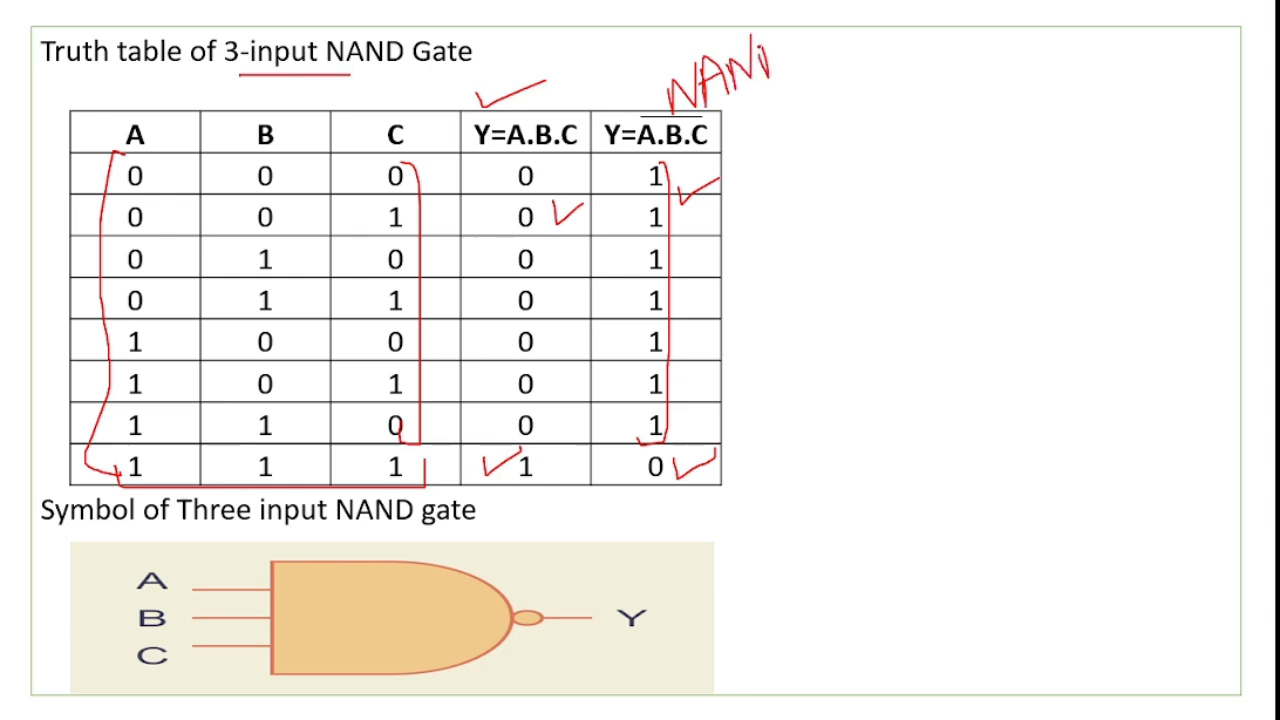 Truth table of 3-input NAND Gate
NAND
A B C Y=A.B.C Y=A̅.̅B̅.̅C̅
0 0 0 0 1
0 0 1 0 1
0 1 0 0 1
0 1 1 0 1
1 0 0 0 1
1 0 1 0 1
1 1 0 0 1
1 1 1 1 0
Symbol of Three input NAND gate
A
B Y
C